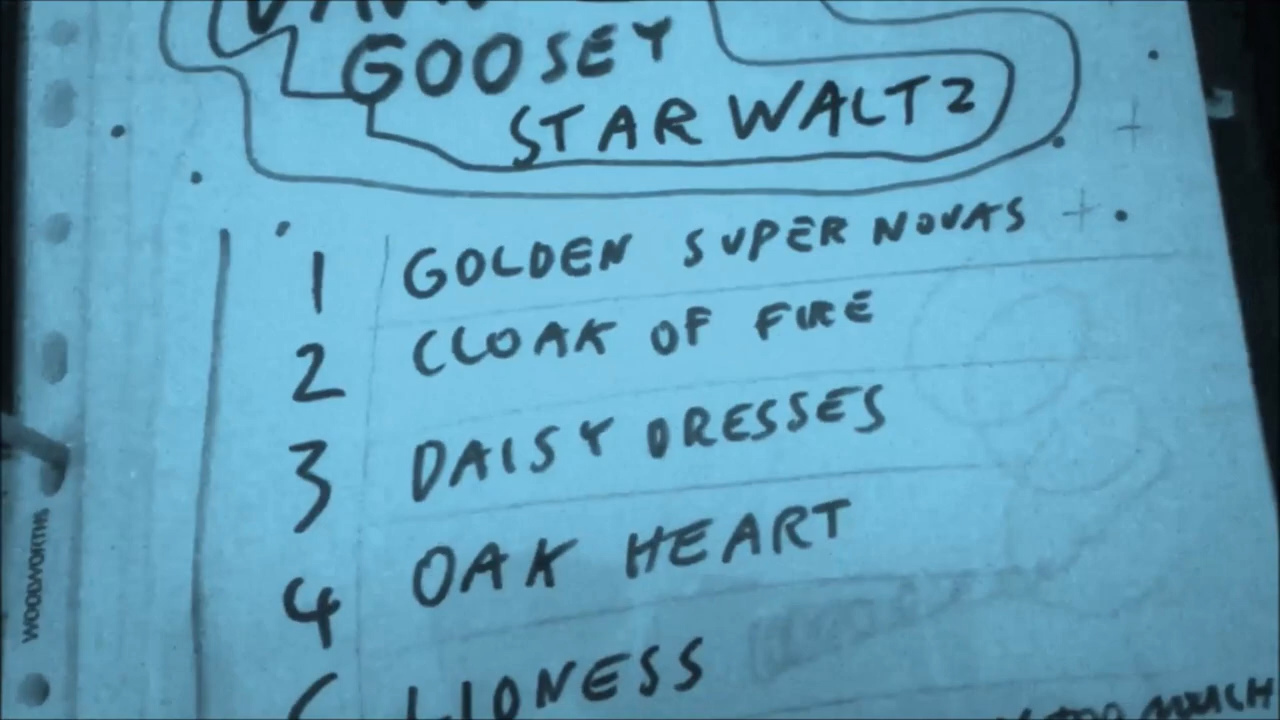 GOOSEY
STAR WALTZ
1 GOLDEN SUPER NOVAS
2 CLOAK OF FIRE
3 DAISY DRESSES
4 OAK HEART
LIONESS
MUCH
WOOLWORTHS